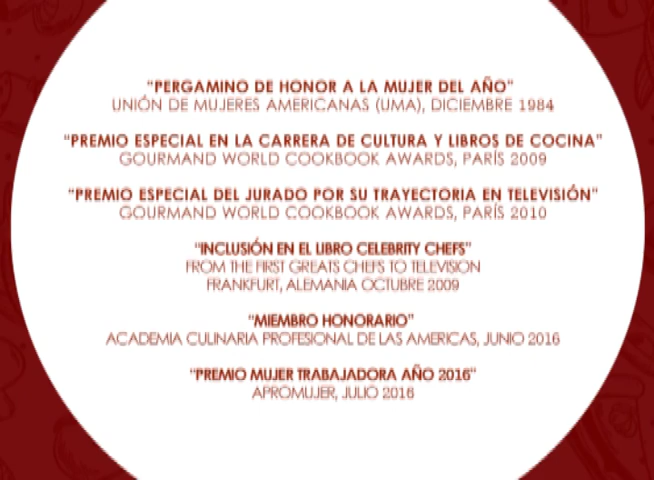 "PERGAMINO DE HONOR A LA MUJER DEL AÑO"
UNIÓN DE MUJERES AMERICANAS (UMA), DICIEMBRE 1984
"PREMIO ESPECIAL EN LA CARRERA DE CULTURA Y LIBROS DE COCINA"
GOURMAND WORLD COOKBOOK AWARDS, PARÍS 2009
"PREMIO ESPECIAL DEL JURADO POR SU TRAYECTORIA EN TELEVISIÓN"
GOURMAND WORLD COOKBOOK AWARDS, PARÍS 2010
"INCLUSIÓN EN EL LIBRO CELEBRITY CHEFS"
FROM THE FIRST GREATS CHEFS TO TELEVISION
FRANKFURT, ALEMANIA OCTUBRE 2009
"MIEMBRO HONORARIO"
ACADEMIA CULINARIA PROFESIONAL DE LAS AMERICAS, JUNIO 2016
"PREMIO MUJER TRABAJADORA AÑO 2016"
APROMUJER, JULIO 2016